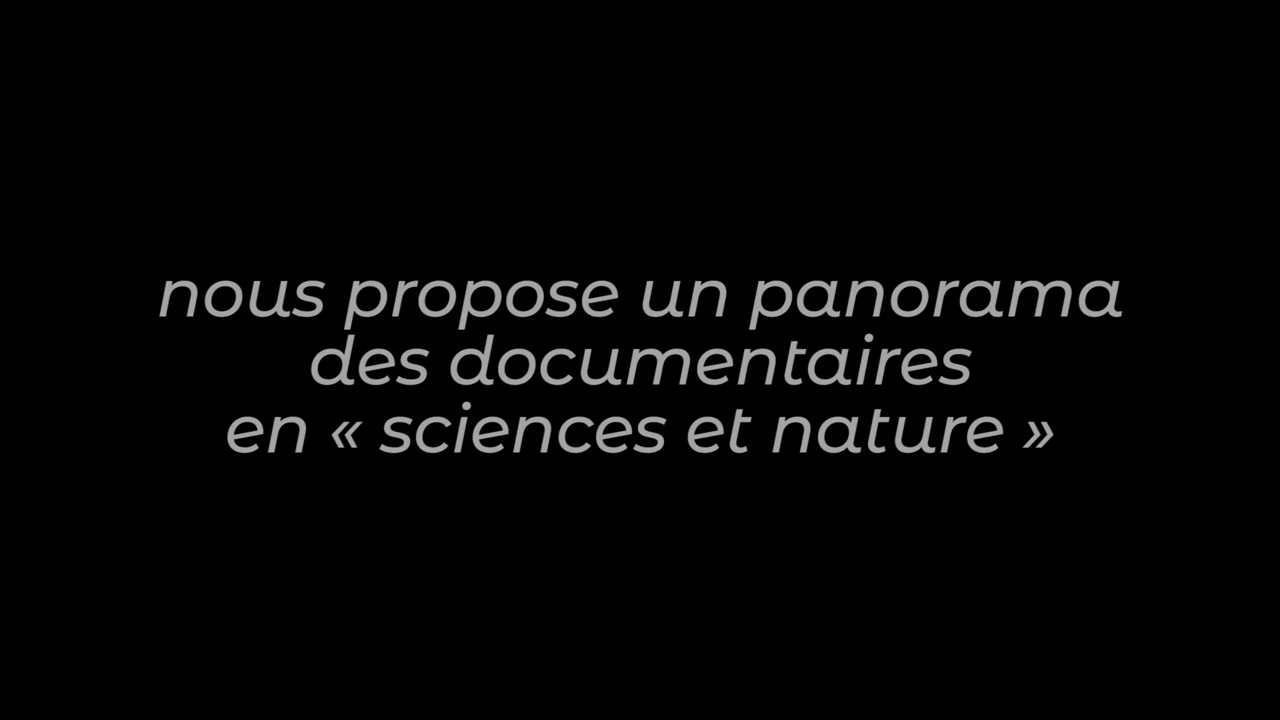 nous propose un panorama
des documentaires
en « sciences et nature »